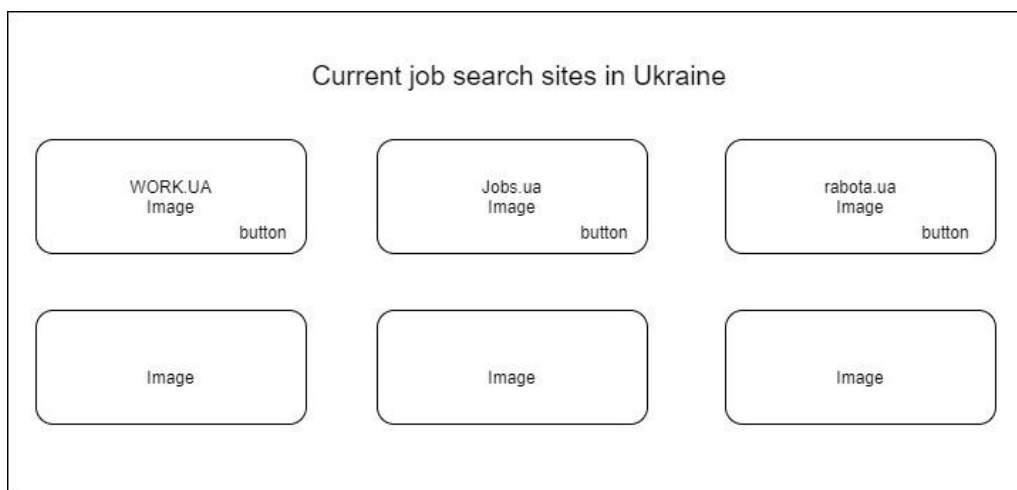 Current job search sites in Ukraine
WORK.UA
Image
button
Jobs.ua
Image
button
rabota.ua
Image
button
Image
Image
Image